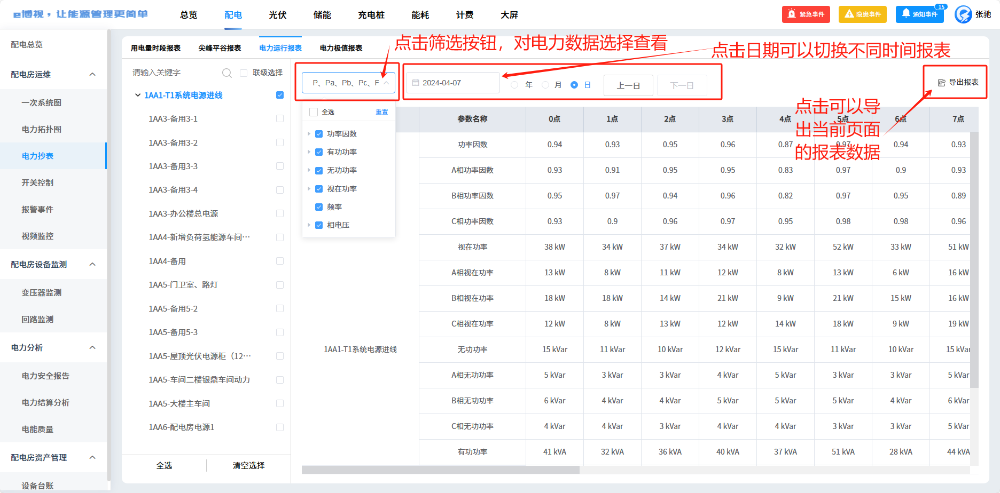 e博视，让能源管理更简单
总览
配电
光伏
储能
充电桩
能耗
计费
大屏
紧急事件
隐患事件
通知事件
15
张驰
配电总览
配电房运维
一次系统图
电力拓扑图
电力抄表
开关控制
报警事件
视频监控
配电房设备监测
变压器监测
回路监测
电力分析
电力安全报告
电力结算分析
电能质量
配电房资产管理
设备台账
用电量时段报表
尖峰平谷报表
电力运行报表
电力极值报表
点击筛选按钮，对电力数据选择查看
点击日期可以切换不同时间报表
请输入关键字
联级选择
1AA1-T1系统电源进线
1AA3-备用3-1
1AA3-备用3-2
1AA3-备用3-3
1AA3-备用3-4
1AA3-办公楼总电源
1AA4-新增负荷氢能源车间…
1AA4-备用
1AA5-门卫室、路灯
1AA5-备用5-2
1AA5-备用5-3
1AA5-屋顶光伏电源柜（12…
1AA5-车间二楼银鼎车间动力
1AA5-大楼主车间
1AA6-配电房电源1
全选
清空选择
P、Pa、Pb、Pc、F
2024-04-07
年
月
日
上一日
下一日
导出报表
点击可以导
出当前页面
的报表数据
全选
重置
功率因数
有功功率
无功功率
视在功率
频率
相电压
参数名称 0点 1点 2点 3点 4点 5点 6点 7点
功率因数 0.94 0.93 0.95 0.96 0.87 0.97 0.94 0.93
A相功率因数 0.93 0.91 0.95 0.95 0.83 0.97 0.9 0.93
B相功率因数 0.95 0.97 0.94 0.96 0.82 0.97 0.95 0.89
C相功率因数 0.93 0.9 0.96 0.97 0.95 0.98 0.98 0.96
视在功率 38 kW 34 kW 37 kW 34 kW 32 kW 52 kW 33 kW 51 kW
A相视在功率 13 kW 8 kW 11 kW 12 kW 8 kW 13 kW 6 kW 16 kW
B相视在功率 18 kW 18 kW 14 kW 21 kW 9 kW 21 kW 15 kW 16 kW
C相视在功率 12 kW 8 kW 13 kW 12 kW 14 kW 18 kW 9 kW 19 kW
1AA1-T1系统电源进线
无功功率 15 kVar 11 kVar 10 kVar 12 kVar 15 kVar 11 kVar 10 kVar 15 kVar
A相无功功率 5 kVar 3 kVar 3 kVar 4 kVar 5 kVar 3 kVar 3 kVar 5 kVar
B相无功功率 6 kVar 4 kVar 4 kVar 5 kVar 5 kVar 5 kVar 4 kVar 6 kVar
C相无功功率 4 kVar 4 kVar 3 kVar 4 kVar 4 kVar 3 kVar 3 kVar 5 kVar
有功功率 41 kVA 32 kVA 36 kVA 40 kVA 37 kVA 51 kVA 28 kVA 44 kVA